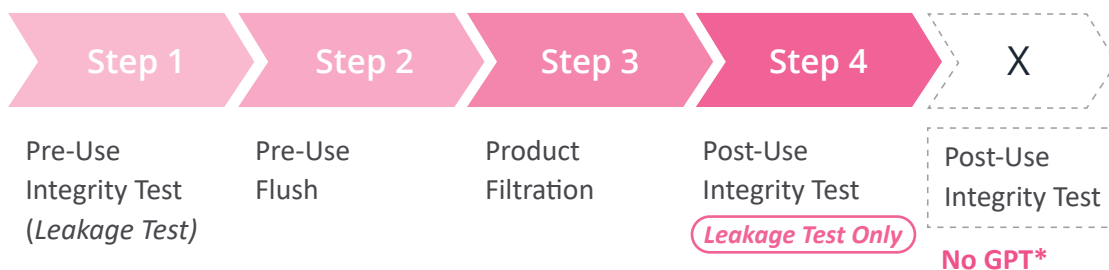 Step 1
Step 2
Step 3
Step 4
X
Pre-Use
Integrity Test
(Leakage Test)
Pre-Use
Flush
Product
Filtration
Post-Use
Integrity Test
Leakage Test Only
Post-Use
Integrity Test
No GPT*